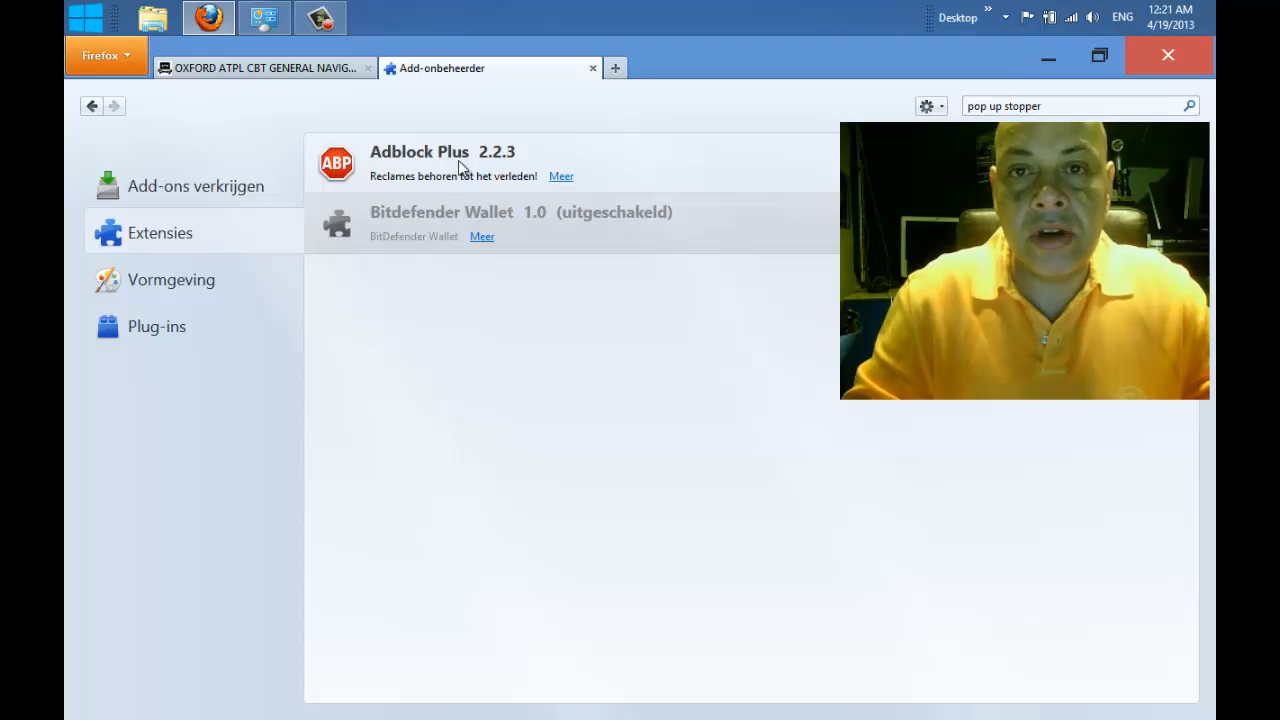 Desktop
»
ENG
12:21 AM
4/19/2013
Firefox
OXFORD ATPL CBT GENERAL NAVIG...
Add-onbeheerder
pop up stopper
Add-ons verkrijgen
Extensies
Vormgeving
Plug-ins
ABP
Adblock Plus 2.2.3
Reclames behoren tot het verleden! Meer
Bitdefender Wallet 1.0 (uitgeschakeld)
BitDefender Wallet Meer